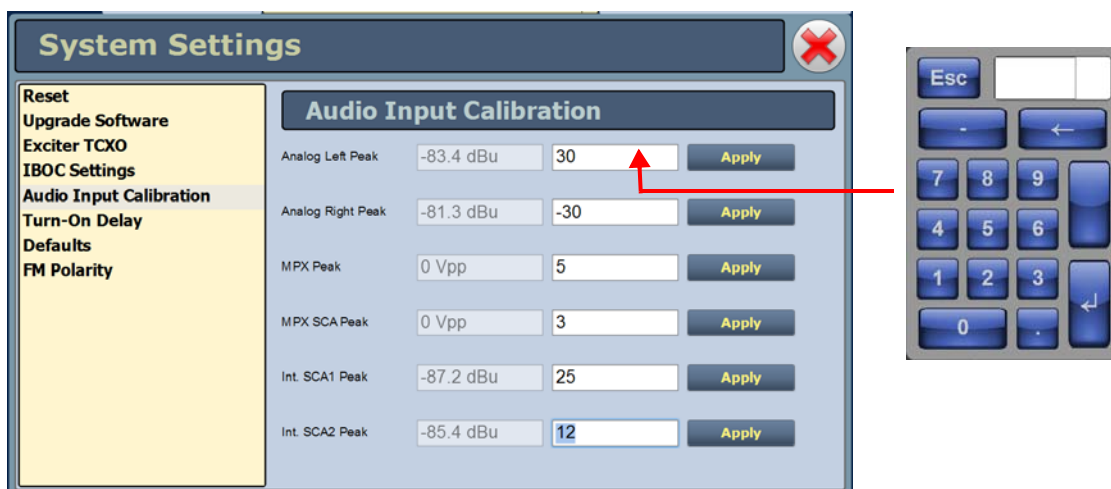 System Settings
Reset
Upgrade Software
Exciter TCXO
IBOC Settings
Audio Input Calibration
Turn-On Delay
Defaults
FM Polarity
Audio Input Calibration
Analog Left Peak -83.4 dBu 30 Apply
Analog Right Peak -81.3 dBu -30 Apply
MPX Peak 0 Vpp 5 Apply
MPX SCA Peak 0 Vpp 3 Apply
Int. SCA1 Peak -87.2 dBu 25 Apply
Int. SCA2 Peak -85.4 dBu 12 Apply
Esc
- ←
7 8 9
4 5 6
1 2 3
0 . ↵